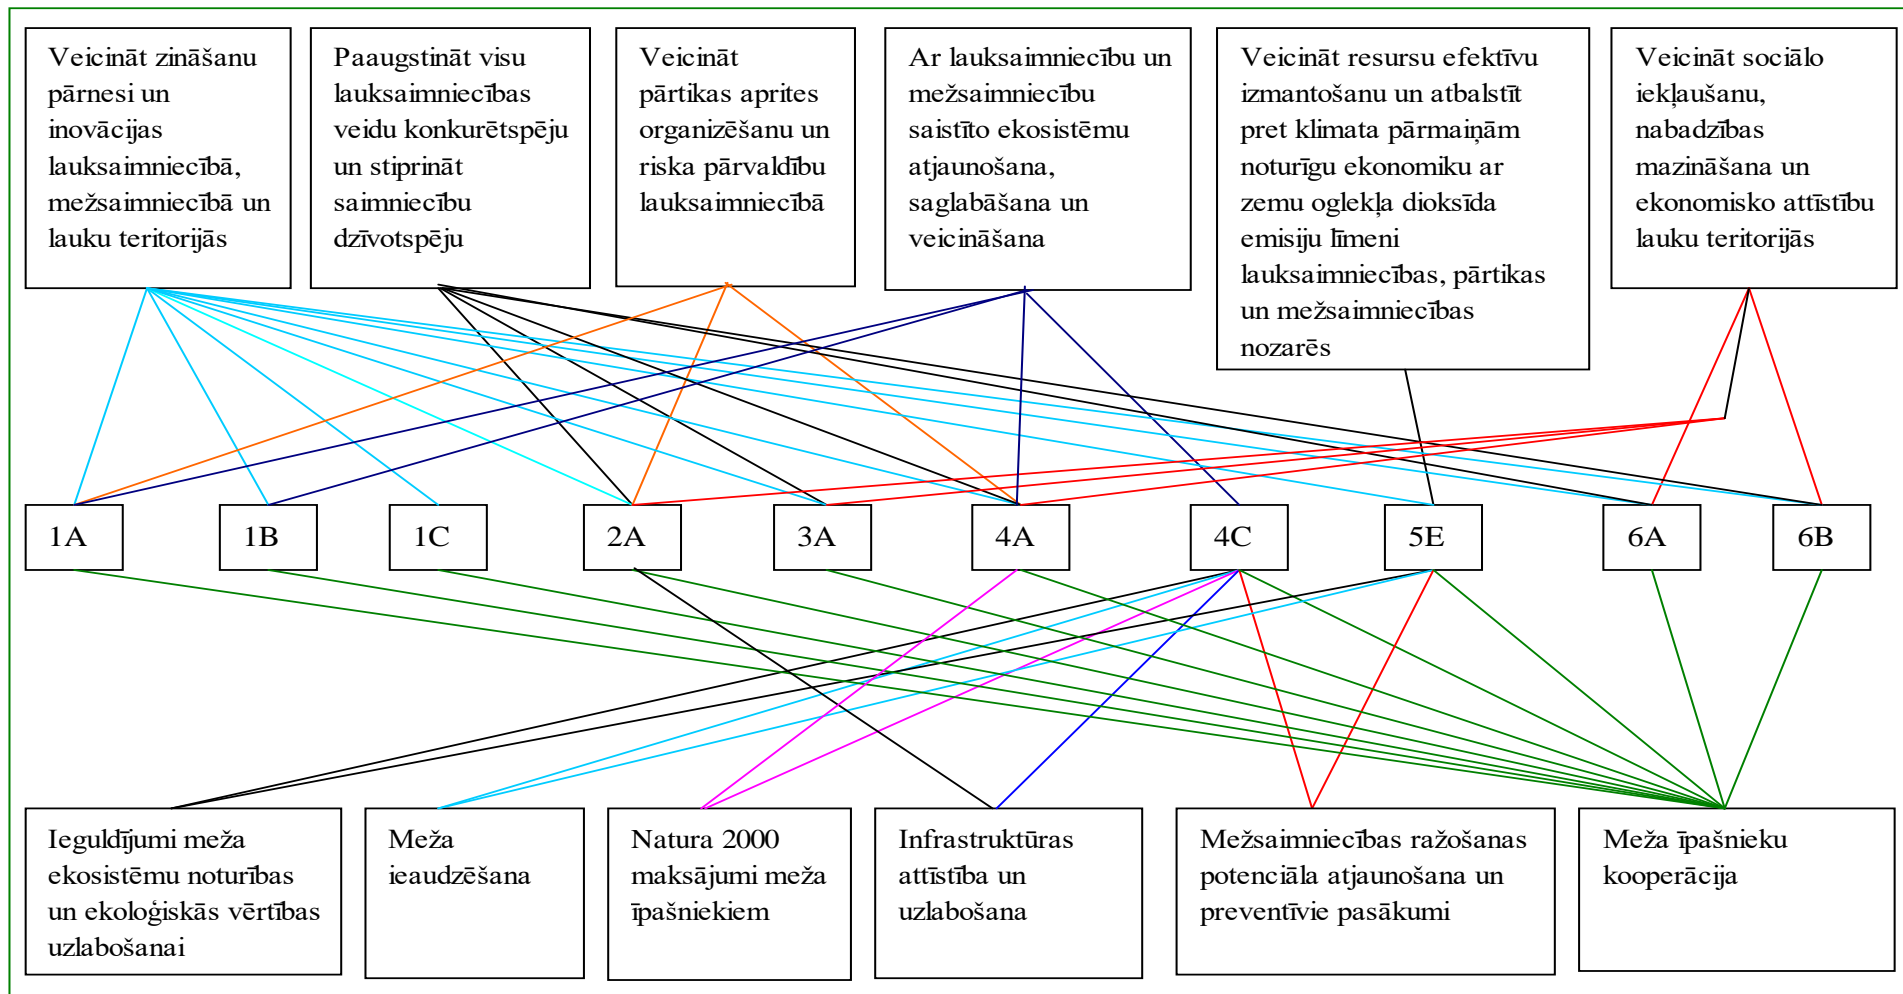 Veicināt zināšanu
pārnesi un
inovācijas
lauksaimniecībā,
mežsaimniecībā un
lauku teritorijās
Paaugstināt visu
lauksaimniecības
veidu konkurētspēju
un stiprināt
saimniecību
dzīvotspēju
Veicināt
pārtikas aprites
organizēšanu un
riska pārvaldību
lauksaimniecībā
Ar lauksaimniecību un
mežsaimniecību
saistīto ekosistēmu
atjaunošana,
saglabāšana un
veicināšana
Veicināt resursu efektīvu
izmantošanu un atbalstīt
pret klimata pārmaiņām
noturīgu ekonomiku ar
zemu oglekļa dioksīda
emisiju līmeni
lauksaimniecības, pārtikas
un mežsaimniecības
nozarēs
Veicināt sociālo
iekļaušanu,
nabadzības
mazināšana un
ekonomisko attīstību
lauku teritorijās
1A
1B
1C
2A
3A
4A
4C
5E
6A
6B
Ieguldījumi meža
ekosistēmu noturības
un ekoloģiskās vērtības
uzlabošanai
Meža
ieaudzēšana
Natura 2000
maksājumi meža
īpašniekiem
Infrastruktūras
attīstība un
uzlabošana
Mežsaimniecības ražošanas
potenciāla atjaunošana un
preventīvie pasākumi
Meža īpašnieku
kooperācija